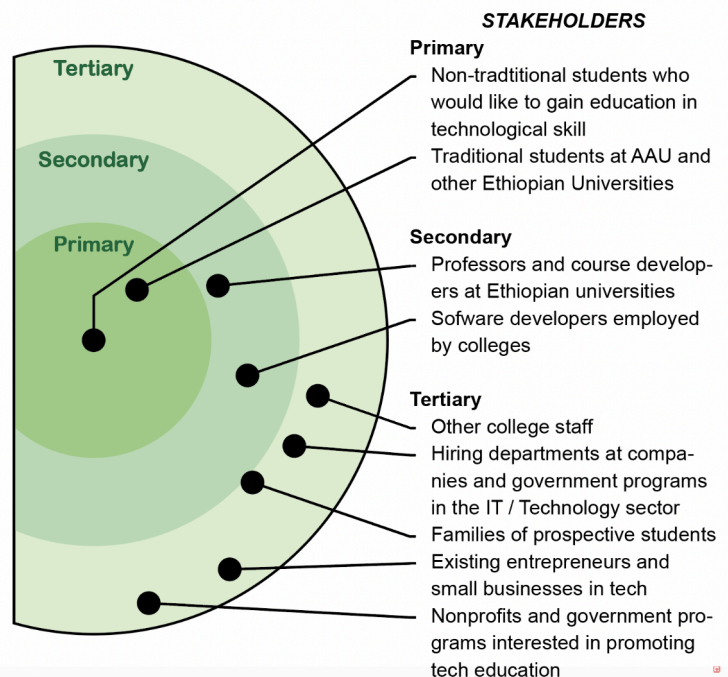 STAKEHOLDERS
Tertiary
Secondary
Primary
Primary
Non-tradtitional students who
would like to gain education in
technological skill
Traditional students at AAU and
other Ethiopian Universities
Secondary
Professors and course develop-
ers at Ethiopian universities
Sofware developers employed
by colleges
Tertiary
Other college staff
Hiring departments at compa-
nies and government programs
in the IT / Technology sector
Families of prospective students
Existing entrepreneurs and
small businesses in tech
Nonprofits and government pro-
grams interested in promoting
tech education